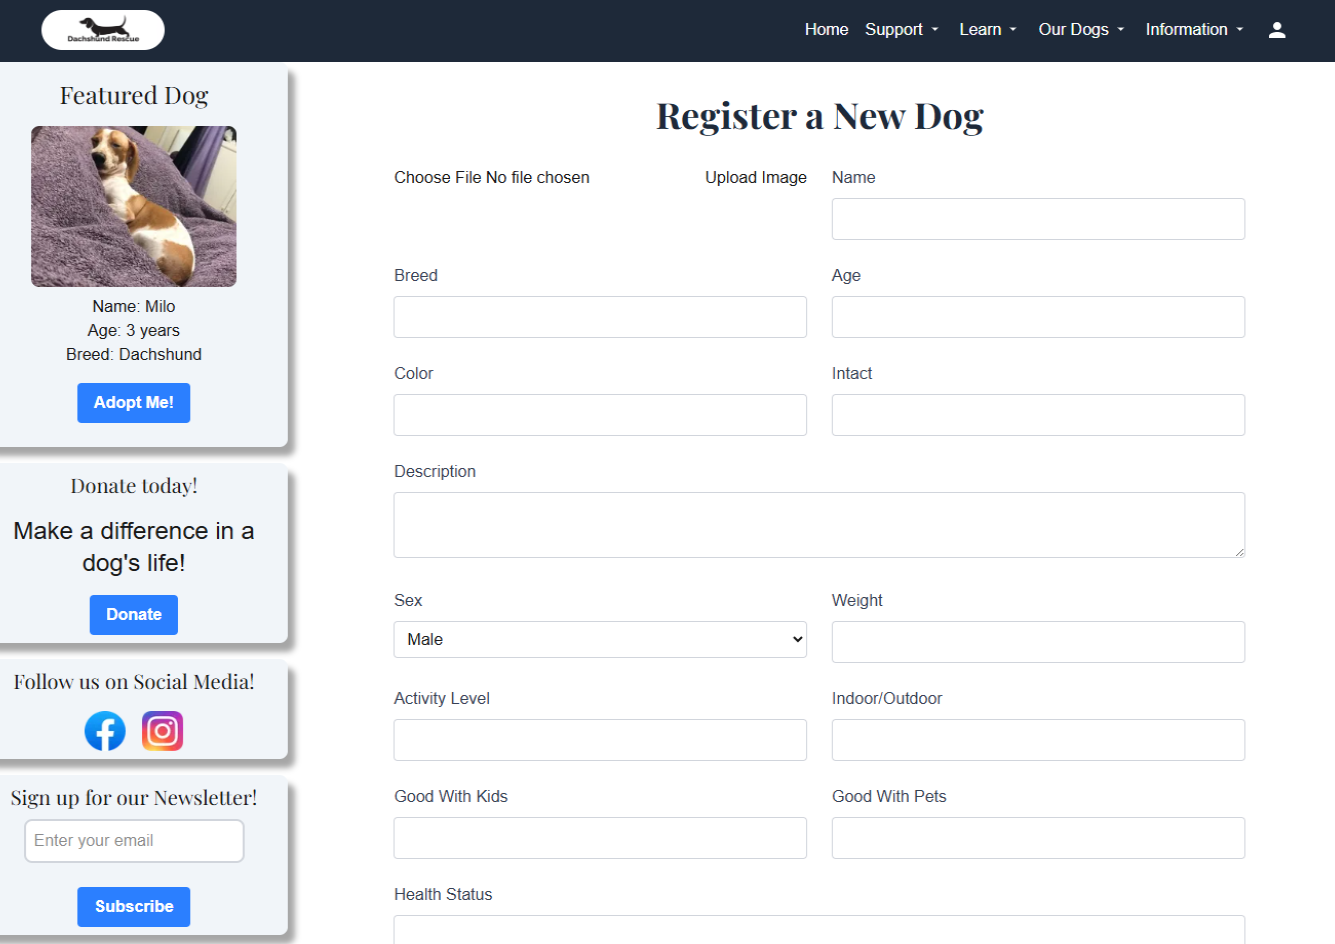 Dachshund Rescue
Home Support Learn Our Dogs Information
Featured Dog
Name: Milo
Age: 3 years
Breed: Dachshund
Adopt Me!
Donate today!
Make a difference in a
dog's life!
Donate
Follow us on Social Media!
Sign up for our Newsletter!
Enter your email
Subscribe
Register a New Dog
Choose File No file chosen
Upload Image
Name
Breed
Age
Color
Intact
Description
Sex
Male
Weight
Activity Level
Indoor/Outdoor
Good With Kids
Good With Pets
Health Status